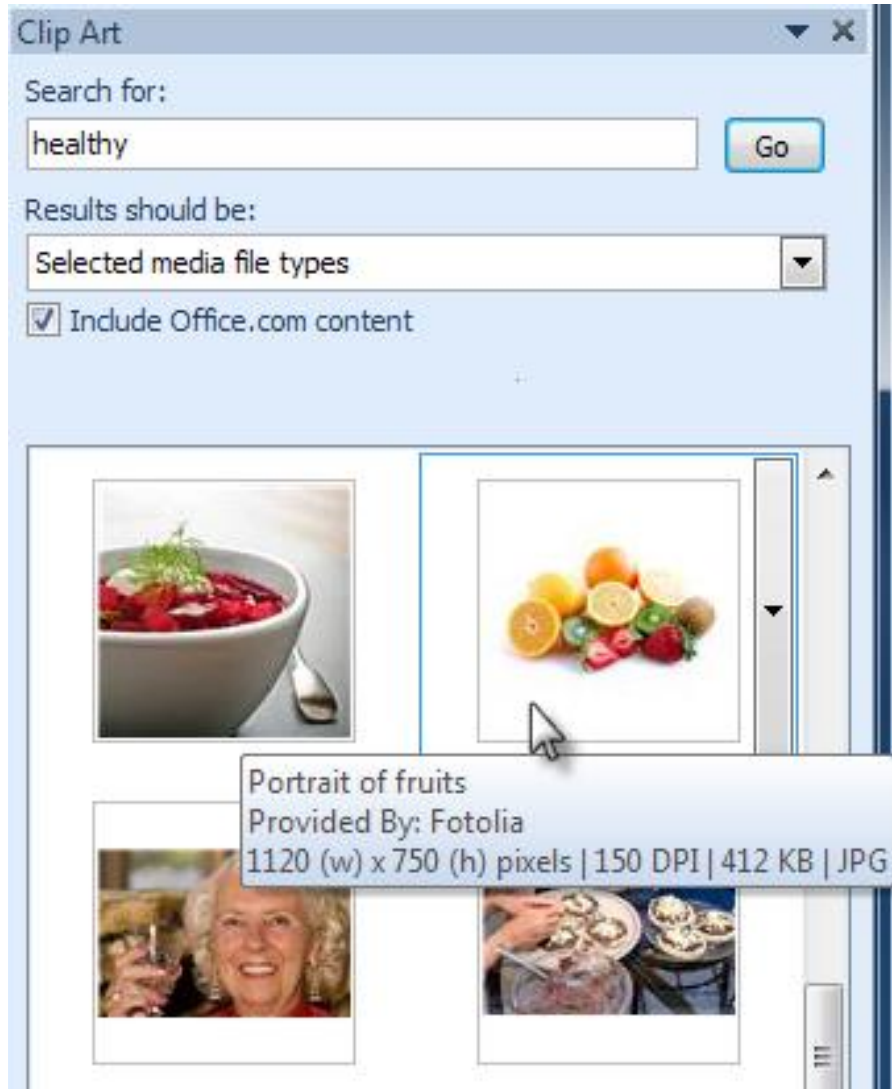 Clip Art
Search for:
healthy
Go
Results should be:
Selected media file types
Include Office.com content
Portrait of fruits
Provided By: Fotolia
1120 (w) x 750 (h) pixels | 150 DPI | 412 KB | JPG